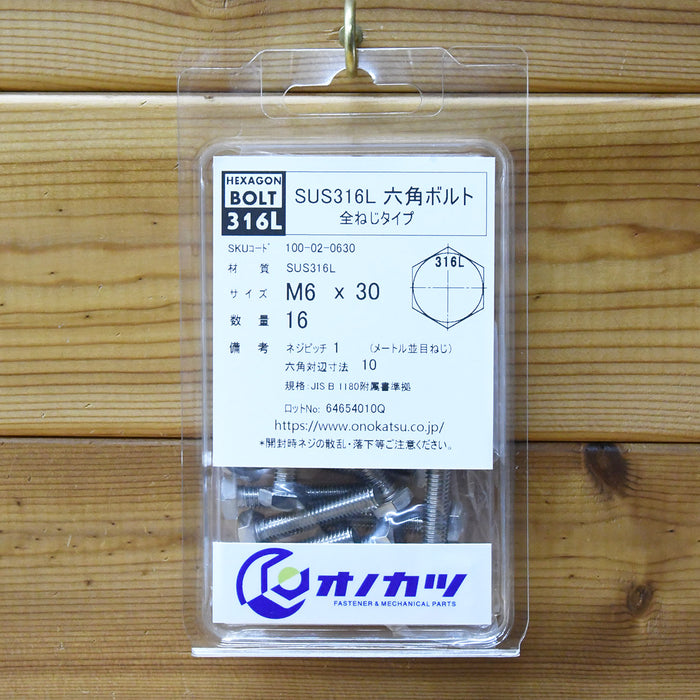 HEXAGON
BOLT
316L
SUS316L 六角ボルト
全ねじタイプ
SKUｺｰﾄﾞ 100-02-0630
材質 SUS316L
サイズ M6 x 30
316L
数量 16
備考 ネジピッチ 1 (メートル並目ねじ)
六角対辺寸法 10
規格:JIS B 1180附属書準拠
ロットNo: 64654010Q
https://www.onokatsu.co.jp/
*開封時ネジの散乱・落下等ご注意ください。
オノカツ
FASTENER & MECHANICAL PARTS